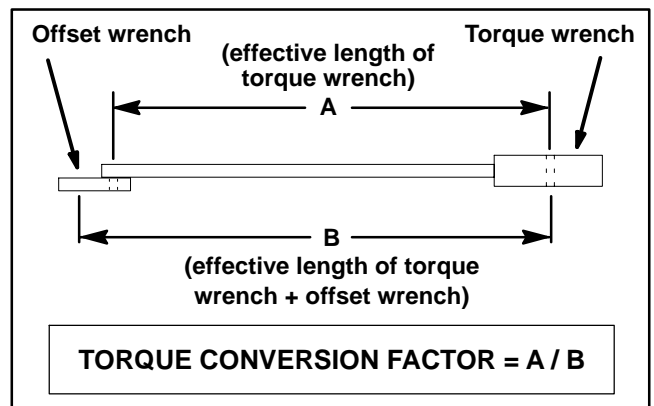 Offset wrench
Torque wrench
(effective length of
torque wrench)
A
B
(effective length of torque
wrench + offset wrench)
TORQUE CONVERSION FACTOR = A / B